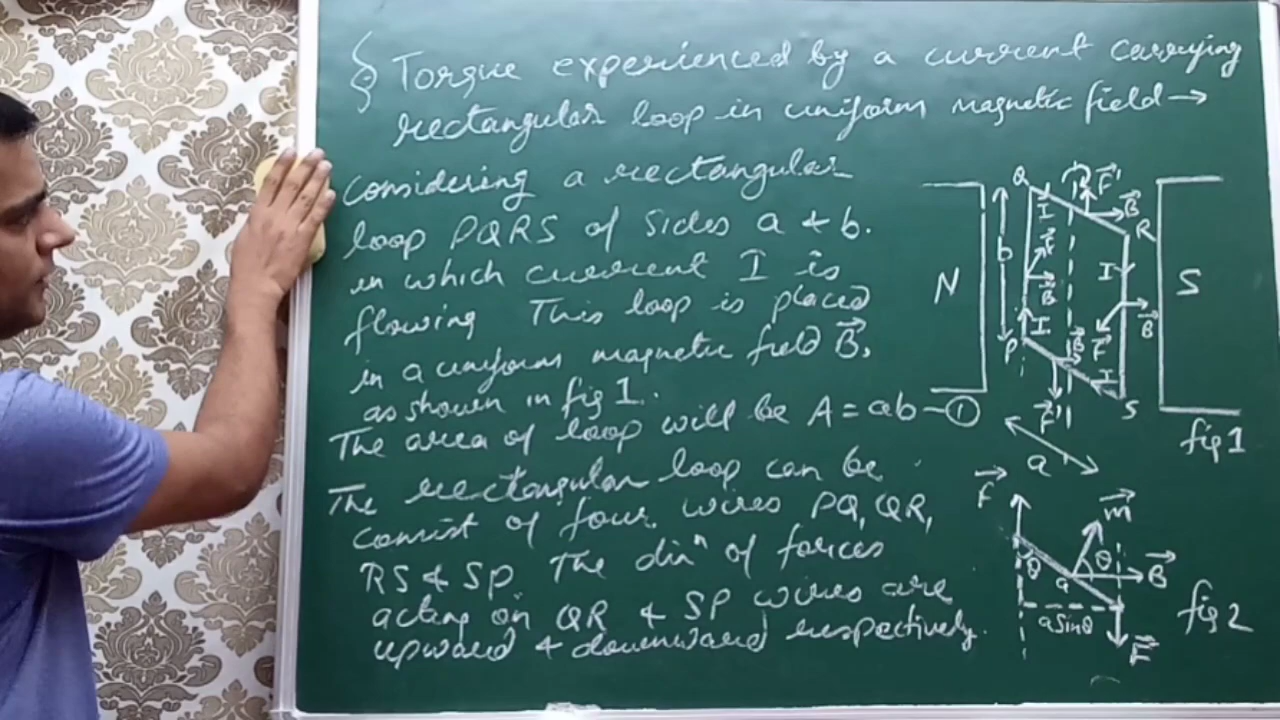 § Torque experienced by a current carrying
rectangular loop in uniform magnetic field →
Considering a rectangular
loop PQRS of sides a & b.
in which current I is
flowing This loop is placed
in a uniform magnetic field B⃗,
as shown in fig 1.
The area of loop will be A = ab - ①
The rectangular loop can be
consist of four wires PQ, QR,
RS & SP. The dirⁿ of forces
acting on QR & SP wires are
upward & downward respectively.
N
S
Q
I
F⃗'
B⃗
R
b
F⃗
B⃗
I
B⃗
P
I
B⃗
F⃗
I
F⃗'
S
a
fig 1
F⃗
m⃗
θ
θ
B⃗
a
a sinθ
F⃗
fig 2